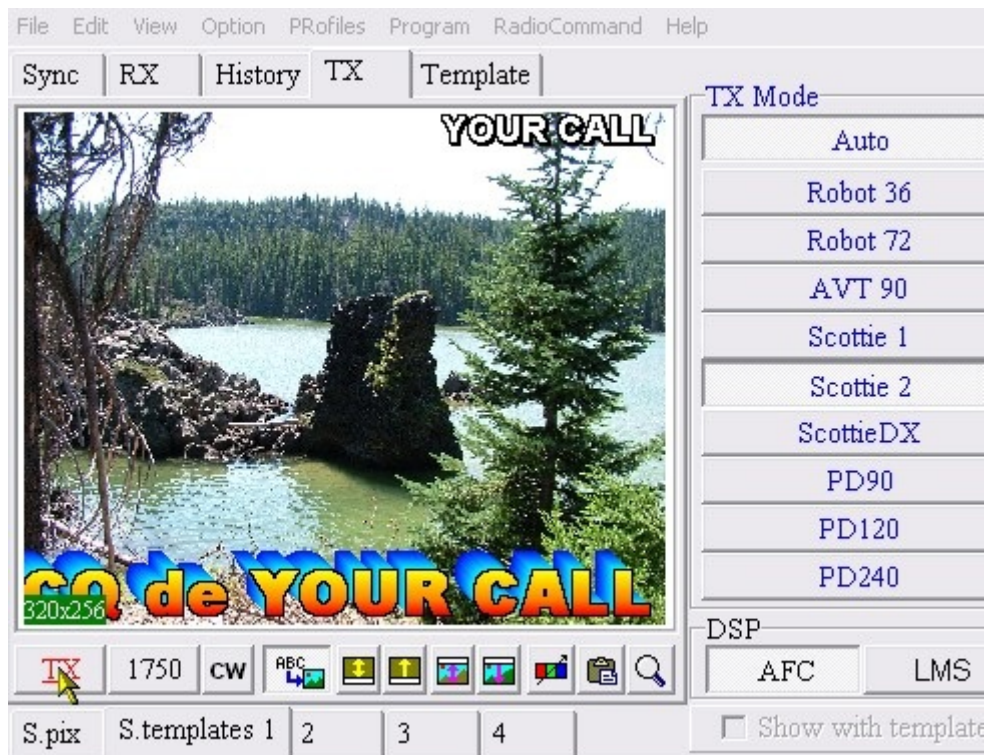 File Edit View Option PRofiles Program RadioCommand Help
Sync RX History TX Template
YOUR CALL
CQ de YOUR CALL
320x256
TX 1750 CW ABC
S.pix S.templates 1 2 3 4
TX Mode
Auto
Robot 36
Robot 72
AVT 90
Scottie 1
Scottie 2
ScottieDX
PD90
PD120
PD240
DSP
AFC LMS
Show with template